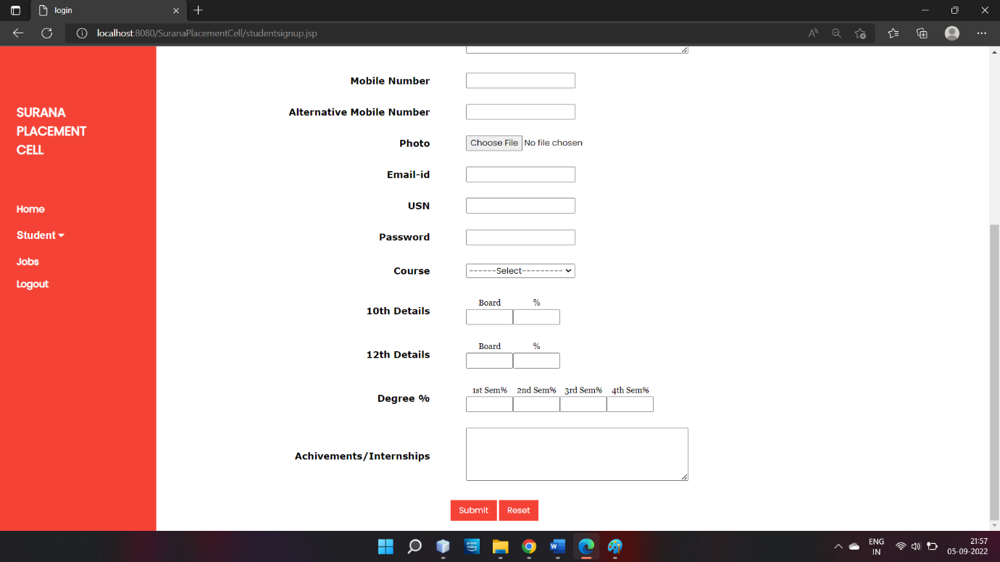 login
localhost:8080/SuranaPlacementCell/studentsignup.jsp
SURANA
PLACEMENT
CELL
Home
Student
Jobs
Logout
Mobile Number
Alternative Mobile Number
Photo
Choose File No file chosen
Email-id
USN
Password
Course
------Select---------
Board %
10th Details
Board %
12th Details
1st Sem% 2nd Sem% 3rd Sem% 4th Sem%
Degree %
Achivements/Internships
Submit Reset
prime video
ENG
IN
21:57
05-09-2022